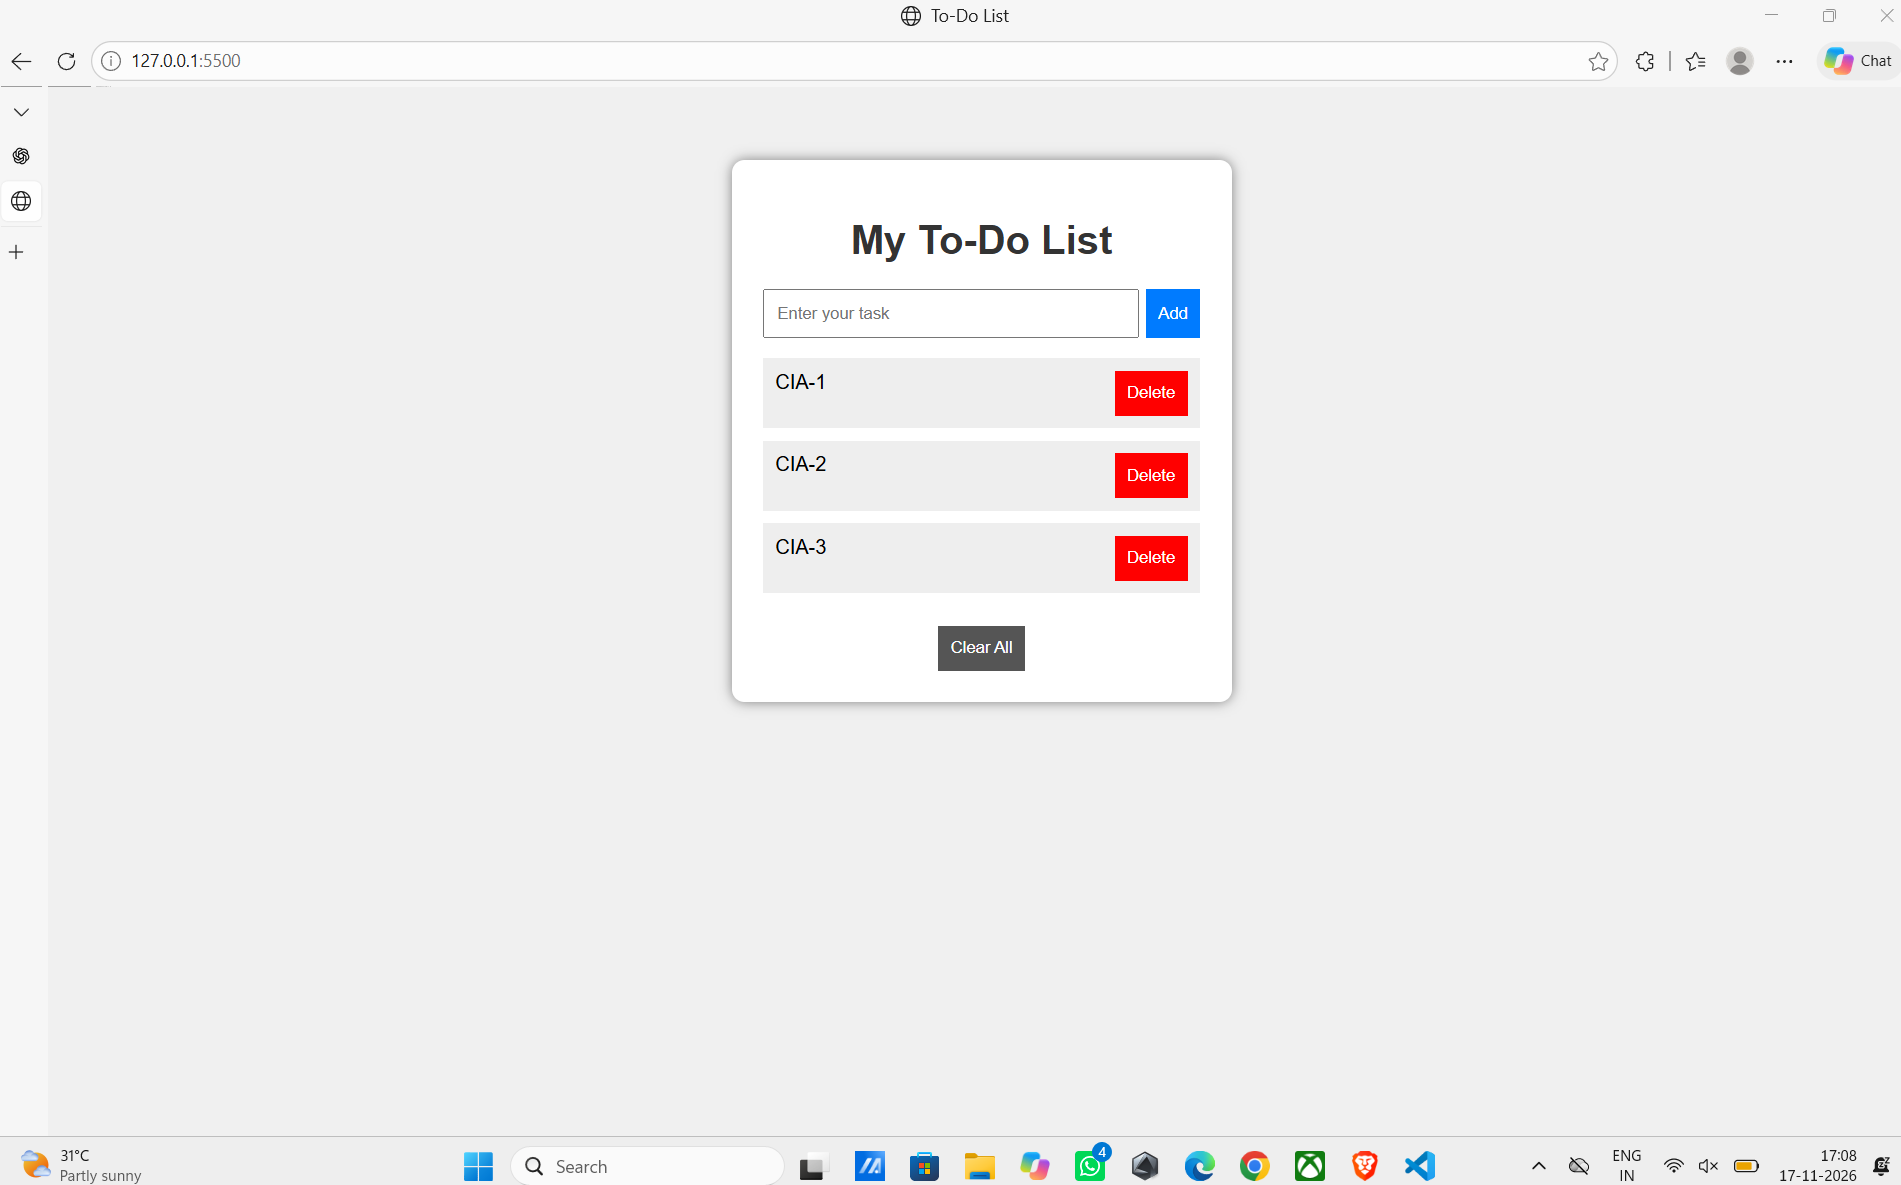 To-Do List
127.0.0.1:5500
Chat
My To-Do List
Enter your task
Add
CIA-1
Delete
CIA-2
Delete
CIA-3
Delete
Clear All
31°C
Partly sunny
Search
4
ENG
IN
17:08
17-11-2026